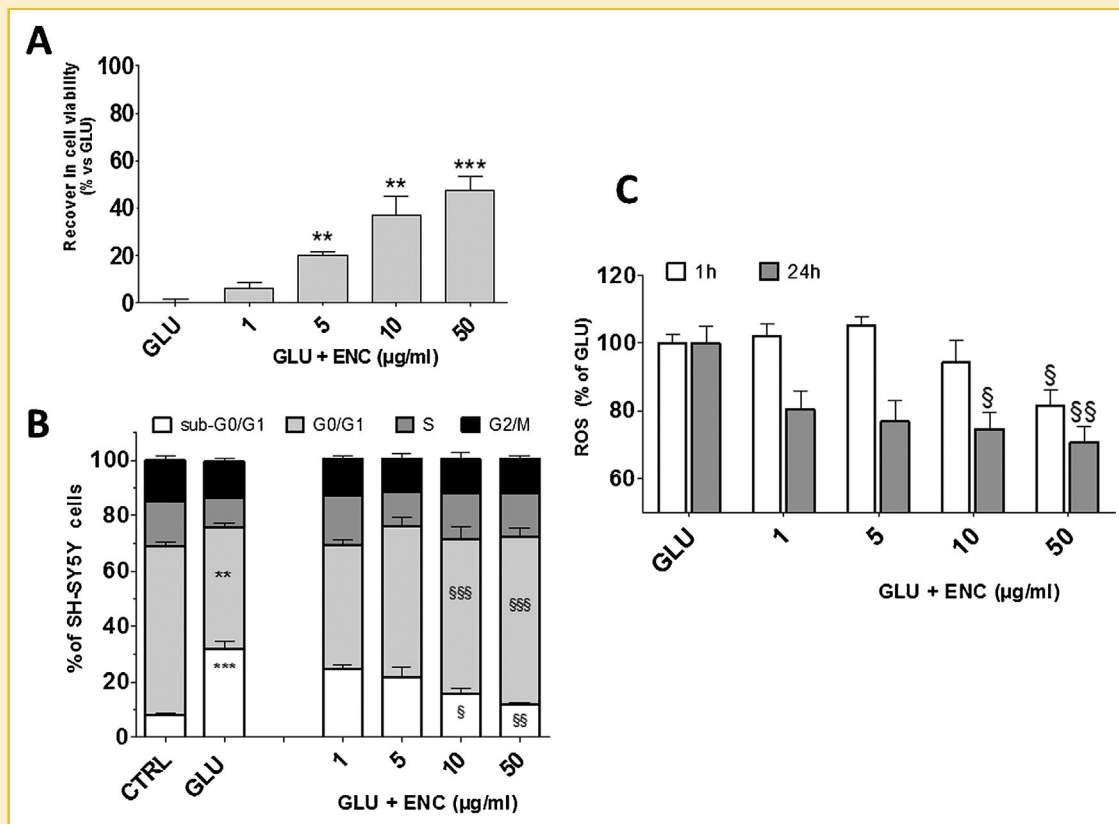 A
Recover in cell viability
(% vs GLU)
100
80
60
40
20
0
**
**
***
GLU
1
5
10
50
GLU + ENC (µg/ml)
B
sub-G0/G1
G0/G1
S
G2/M
% of SH-SY5Y cells
100
80
60
40
20
0
**
***
§§§
§§§
§
§§
CTRL
GLU
1
5
10
50
GLU + ENC (µg/ml)
C
1h
24h
ROS (% of GLU)
120
100
80
60
§
§
§§
GLU
1
5
10
50
GLU + ENC (µg/ml)